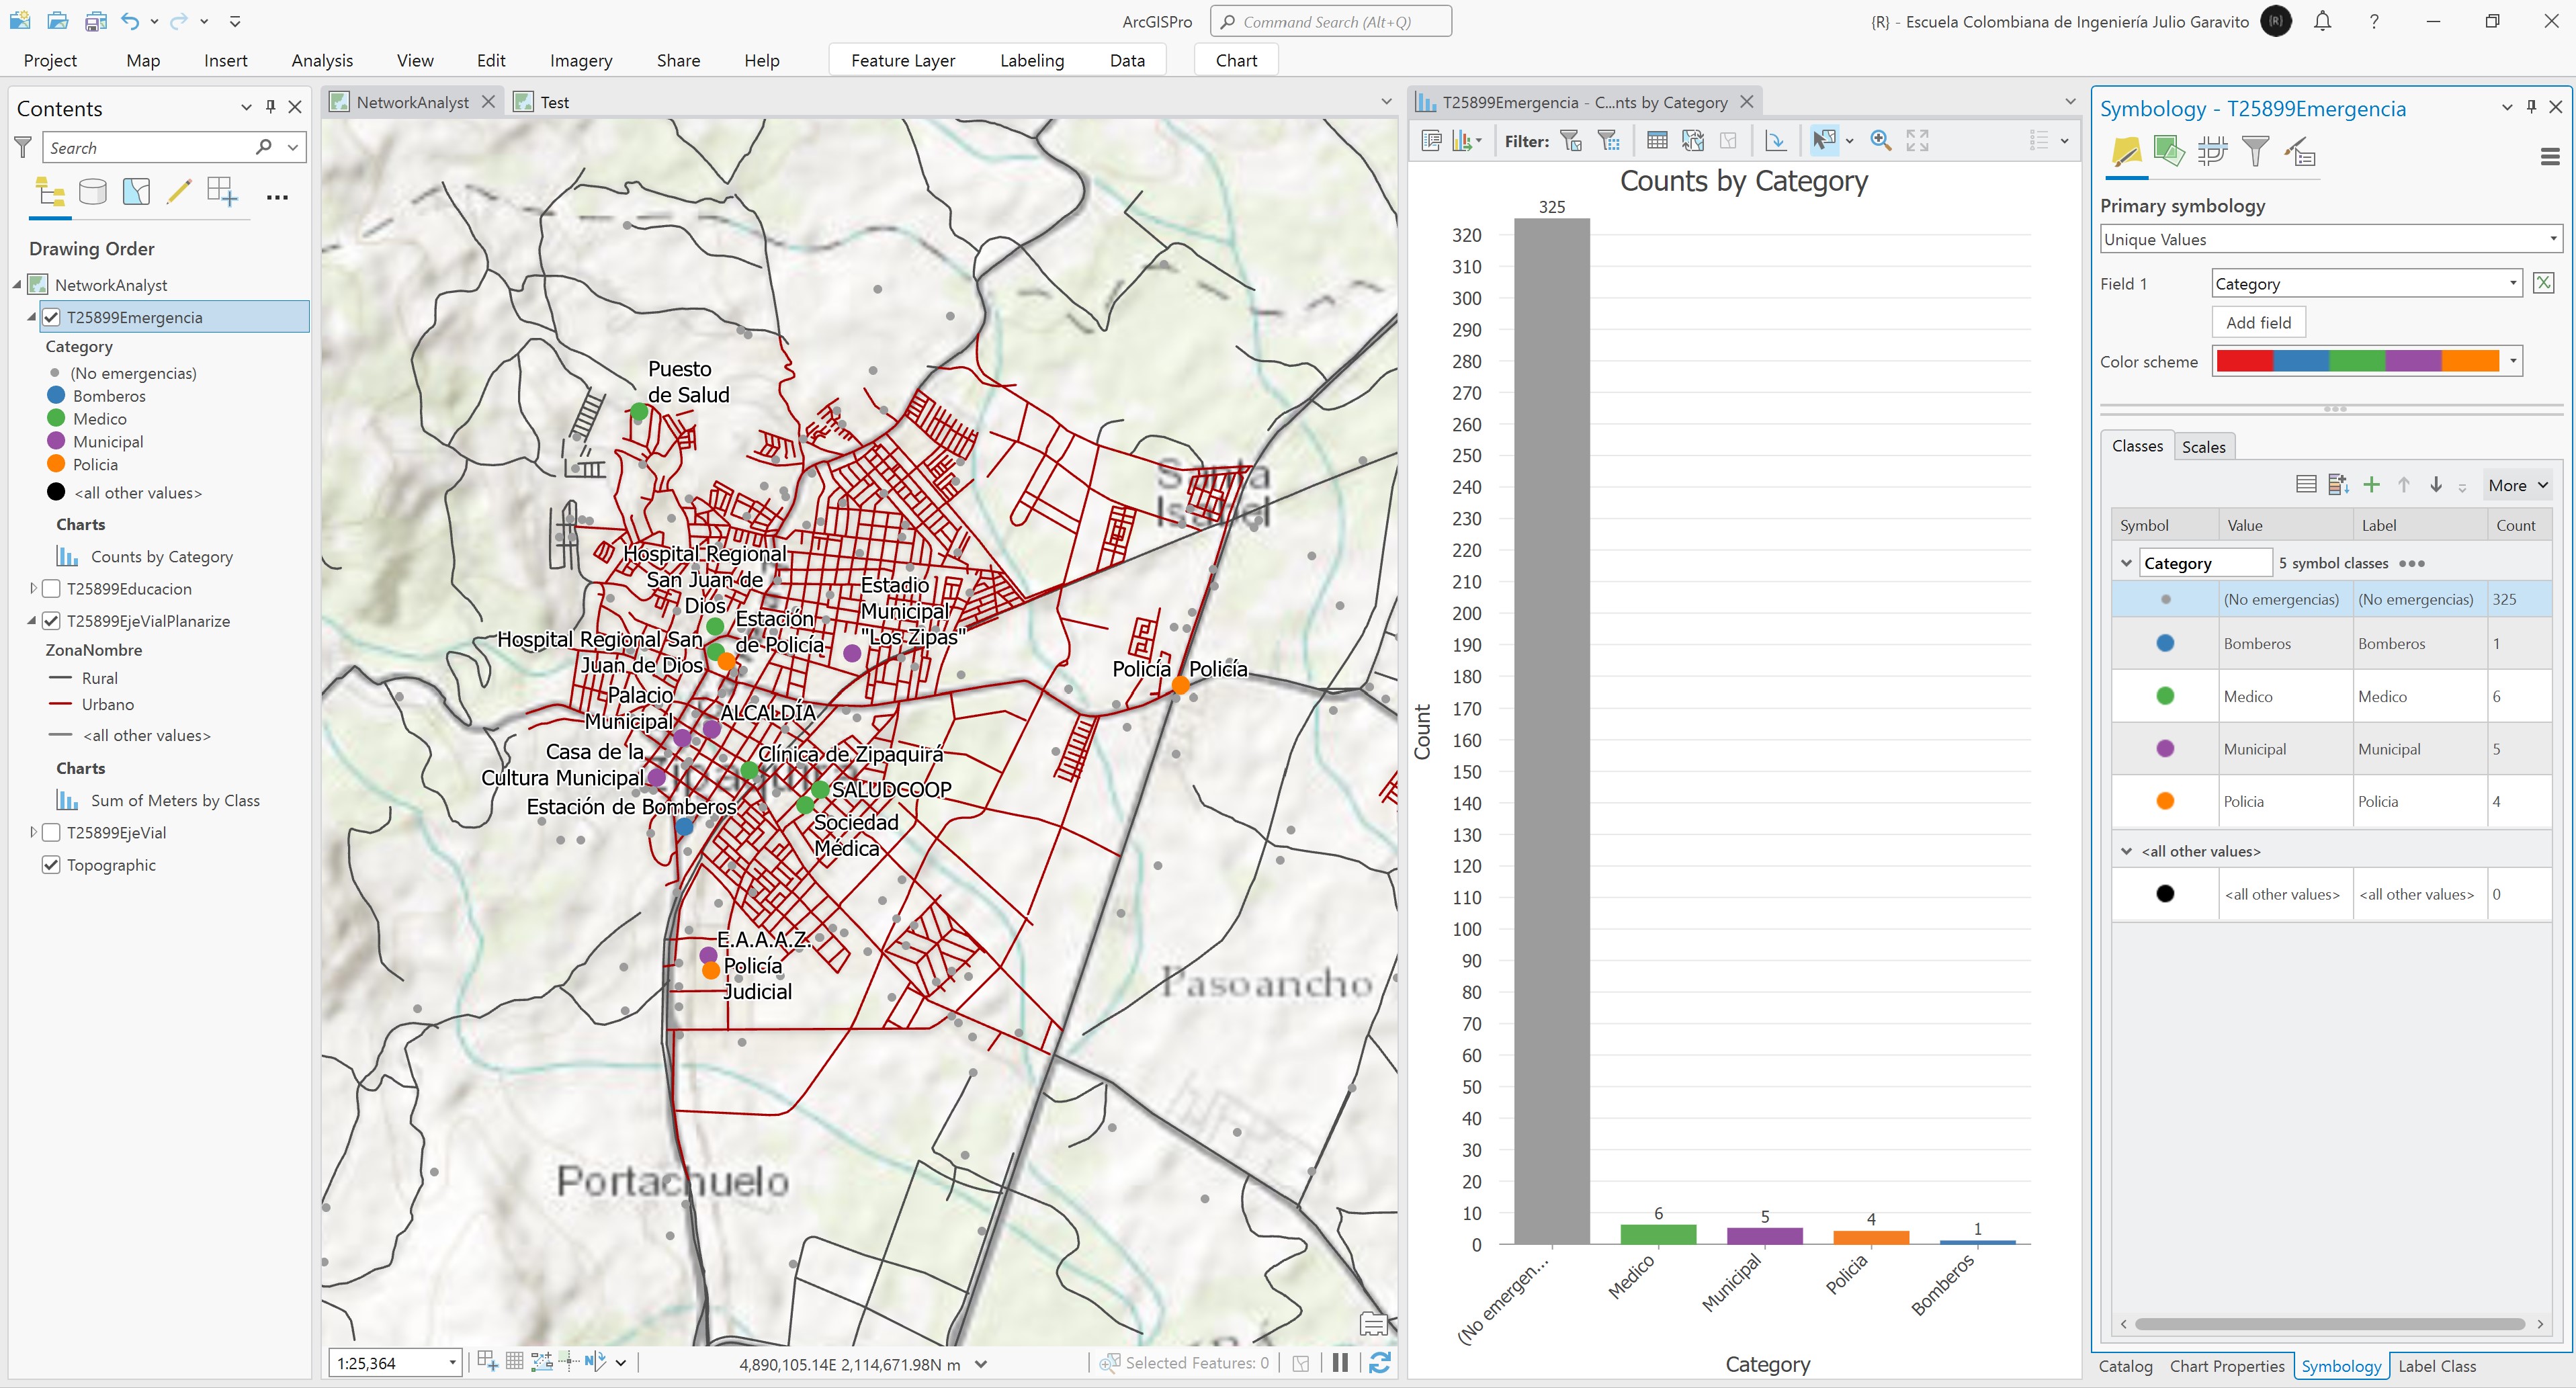 ArcGISPro
Command Search (Alt+Q)
{R} - Escuela Colombiana de Ingeniería Julio Garavito
(R)
?
Project
Map
Insert
Analysis
View
Edit
Imagery
Share
Help
Feature Layer
Labeling
Data
Chart
Contents
Search
Drawing Order
NetworkAnalyst
T25899Emergencia
Category
(No emergencias)
Bomberos
Medico
Municipal
Policia
<all other values>
Charts
Counts by Category
T25899Educacion
T25899EjeVialPlanarize
ZonaNombre
Rural
Urbano
<all other values>
Charts
Sum of Meters by Class
T25899EjeVial
Topographic
NetworkAnalyst
Test
Puesto
de Salud
Santa
Isabel
Hospital Regional
San Juan de
Dios
Estación
de Policía
Estadio
Municipal
"Los Zipas"
Hospital Regional San
Juan de Dios
Policía
Policía
Palacio
Municipal
ALCALDÍA
Casa de la
Cultura Municipal
Clínica de Zipaquirá
Zipaquirá
SALUDCOOP
Estación de Bomberos
Sociedad
Médica
E.A.A.A.Z.
Policía
Judicial
Pasoancho
Portachuelo
1:25,364
4,890,105.14E 2,114,671.98N m
Selected Features: 0
T25899Emergencia - C...nts by Category
Filter:
Counts by Category
325
320
310
300
290
280
270
260
250
240
230
220
210
200
190
180
170
160
150
140
130
120
110
100
90
80
70
60
50
40
30
20
10
0
Count
6
5
4
1
(No emergen...
Medico
Municipal
Policia
Bomberos
Category
Symbology - T25899Emergencia
Primary symbology
Unique Values
Field 1
Category
Add field
Color scheme
Classes
Scales
More
Symbol Value Label Count
Category 5 symbol classes
(No emergencias) (No emergencias) 325
Bomberos Bomberos 1
Medico Medico 6
Municipal Municipal 5
Policia Policia 4
<all other values>
<all other values> <all other values> 0
Catalog
Chart Properties
Symbology
Label Class